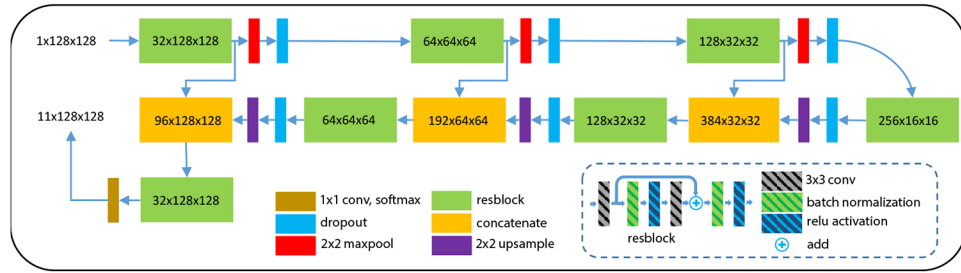 1x128x128
32x128x128
64x64x64
128x32x32
11x128x128
96x128x128
64x64x64
192x64x64
128x32x32
384x32x32
256x16x16
32x128x128
1x1 conv, softmax
resblock
dropout
concatenate
2x2 maxpool
2x2 upsample
resblock
3x3 conv
batch normalization
relu activation
add